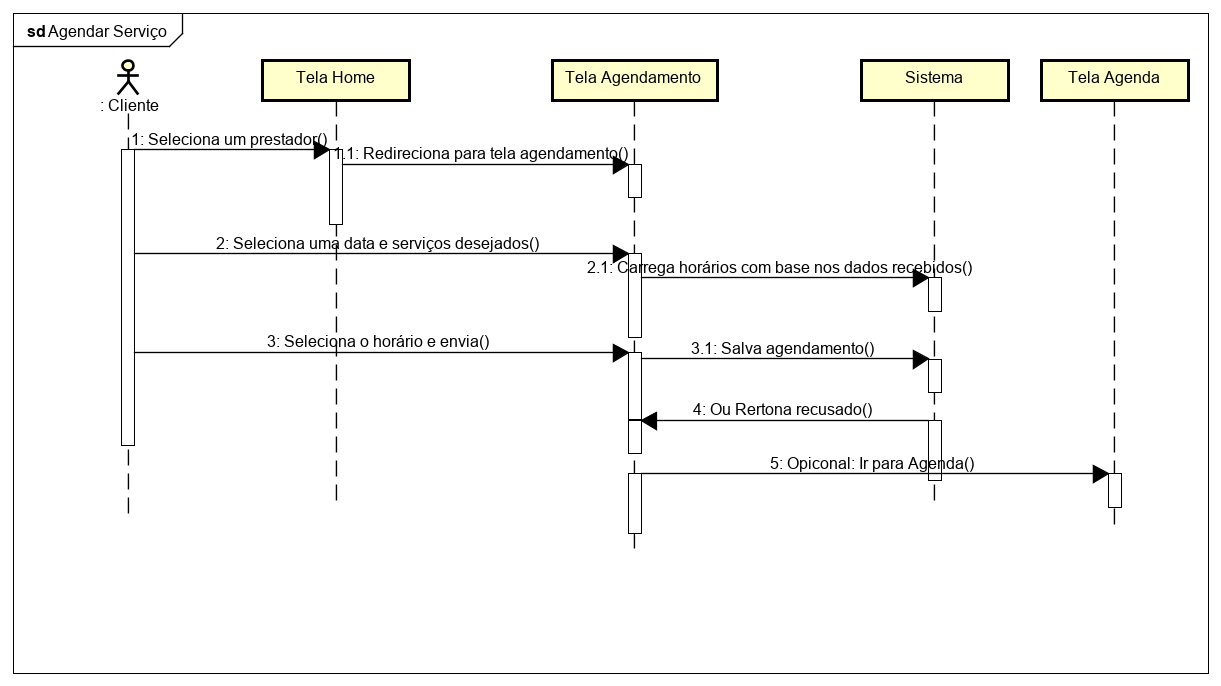 sd Agendar Serviço
: Cliente
Tela Home
Tela Agendamento
Sistema
Tela Agenda
1: Seleciona um prestador()
1.1: Redireciona para tela agendamento()
2: Seleciona uma data e serviços desejados()
2.1: Carrega horários com base nos dados recebidos()
3: Seleciona o horário e envia()
3.1: Salva agendamento()
4: Ou Rertona recusado()
5: Opiconal: Ir para Agenda()